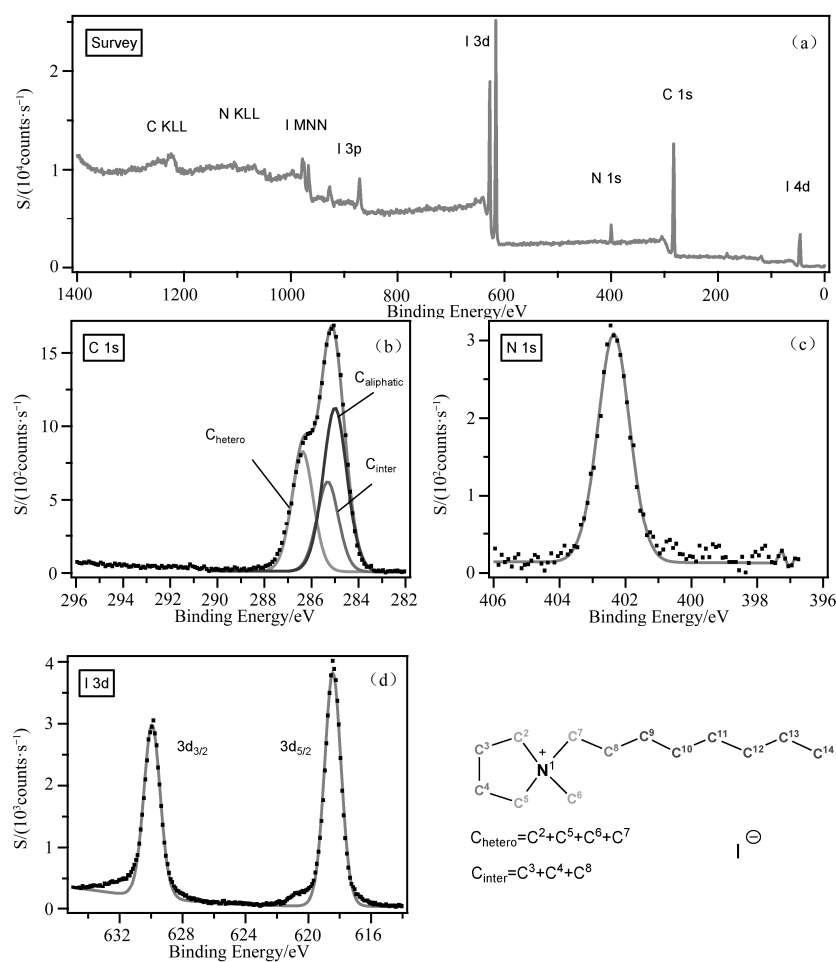 Survey
(a)
I 3d
C 1s
C KLL
N KLL
I MNN
I 3p
N 1s
I 4d
S/(10⁴counts·s⁻¹)
2
1
0
1400 1200 1000 800 600 400 200 0
Binding Energy/eV
C 1s
(b)
C_aliphatic
C_hetero
C_inter
S/(10²counts·s⁻¹)
15
10
5
0
296 294 292 290 288 286 284 282
Binding Energy/eV
N 1s
(c)
S/(10²counts·s⁻¹)
3
2
1
0
406 404 402 400 398 396
Binding Energy/eV
I 3d
(d)
3d_3/2
3d_5/2
S/(10³counts·s⁻¹)
4
3
2
1
0
632 628 624 620 616
Binding Energy/eV
C² C⁷ C⁹ C¹¹ C¹³
C³ C⁸ C¹⁰ C¹² C¹⁴
+
N¹
C⁴ C⁵ C⁶
C_hetero=C²+C⁵+C⁶+C⁷
I ⊖
C_inter=C³+C⁴+C⁸